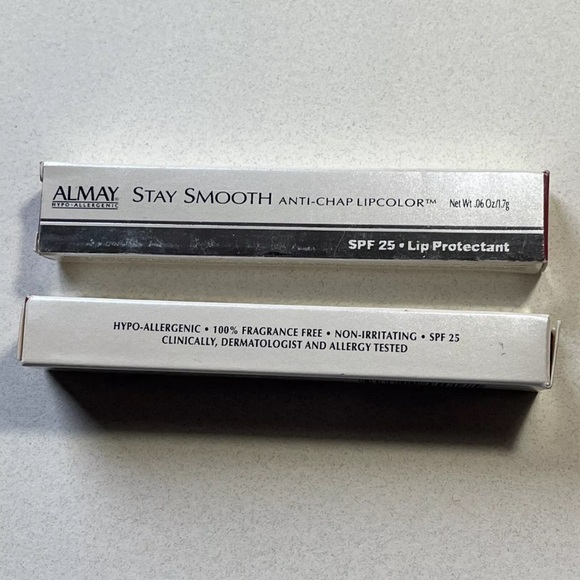 ALMAY
HYPO-ALLERGENIC
STAY SMOOTH ANTI-CHAP LIPCOLOR™ Net Wt .06 Oz/1.7g
SPF 25 • Lip Protectant
HYPO-ALLERGENIC • 100% FRAGRANCE FREE • NON-IRRITATING • SPF 25
CLINICALLY, DERMATOLOGIST AND ALLERGY TESTED